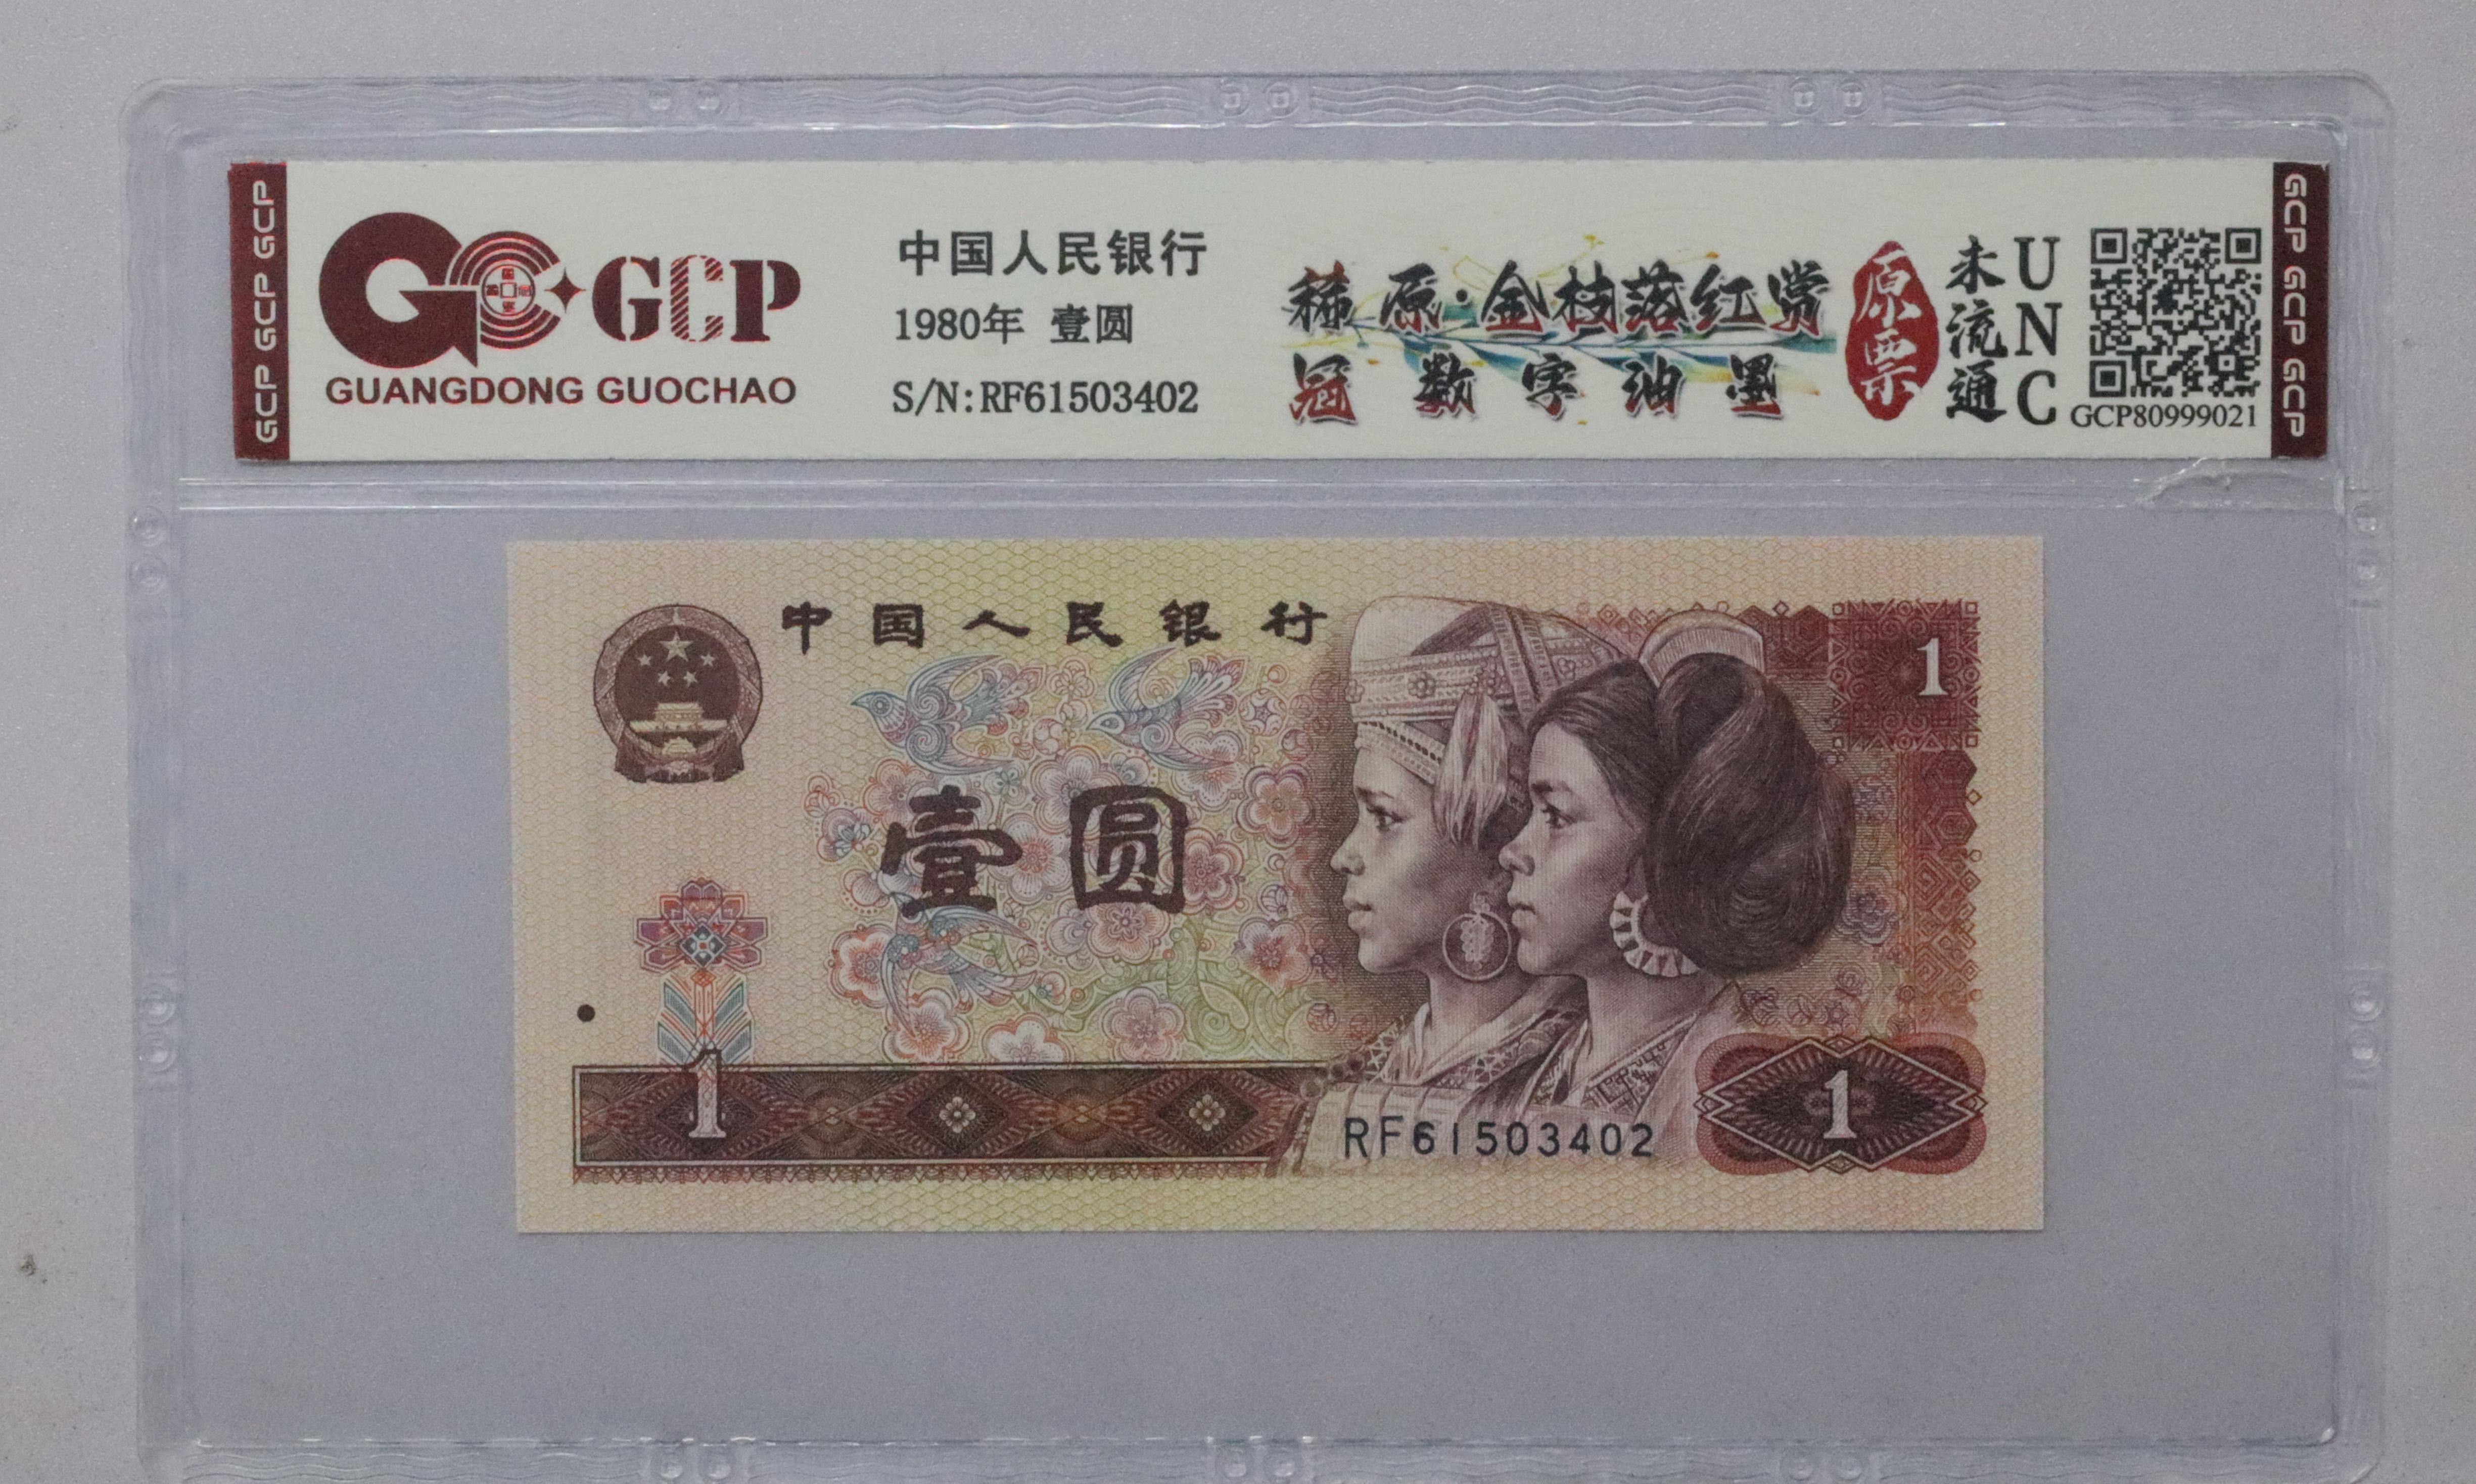 GCP GCP GCP
GCP
GUANGDONG GUOCHAO
中国人民银行
1980年 壹圆
S/N:RF61503402
稀原·金枝落红赏
冠数字油墨
原票
未流通
UNC
GCP80999021
GCP GCP GCP
中国人民银行
1
壹圆
1
RF61503402
1